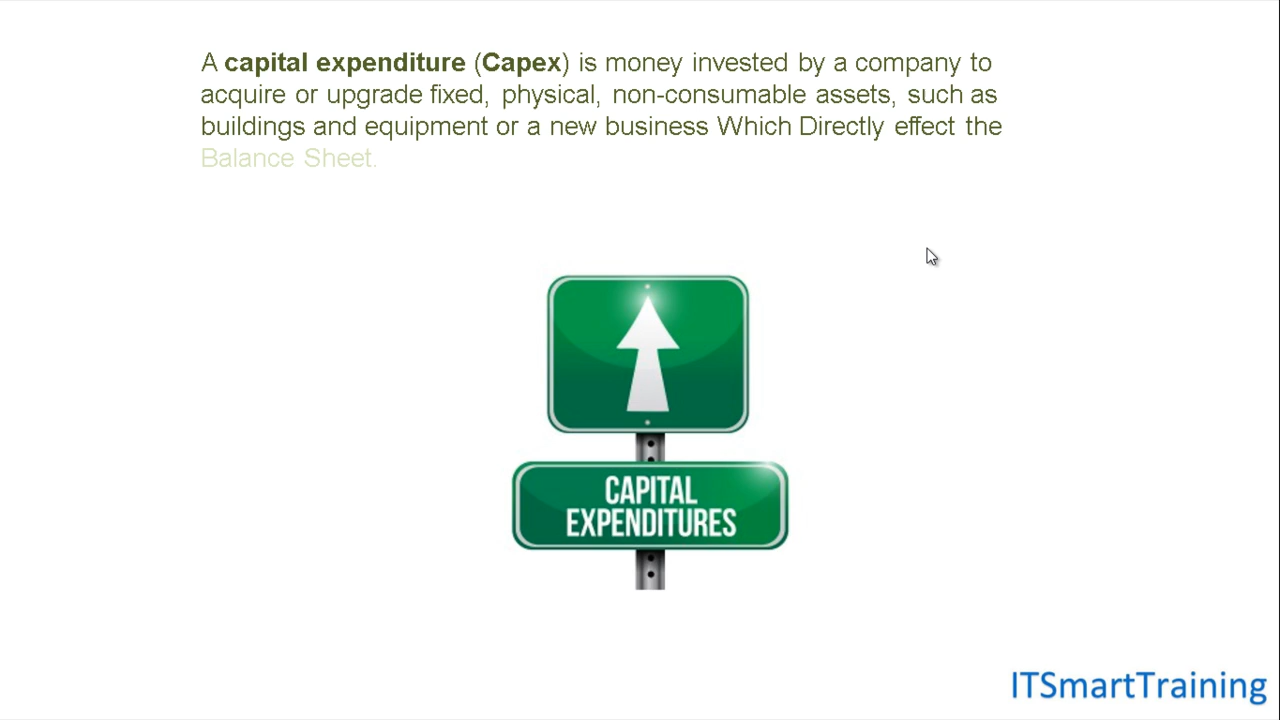 A capital expenditure (Capex) is money invested by a company to
acquire or upgrade fixed, physical, non-consumable assets, such as
buildings and equipment or a new business Which Directly effect the
Balance Sheet.
CAPITAL
EXPENDITURES
ITSmartTraining